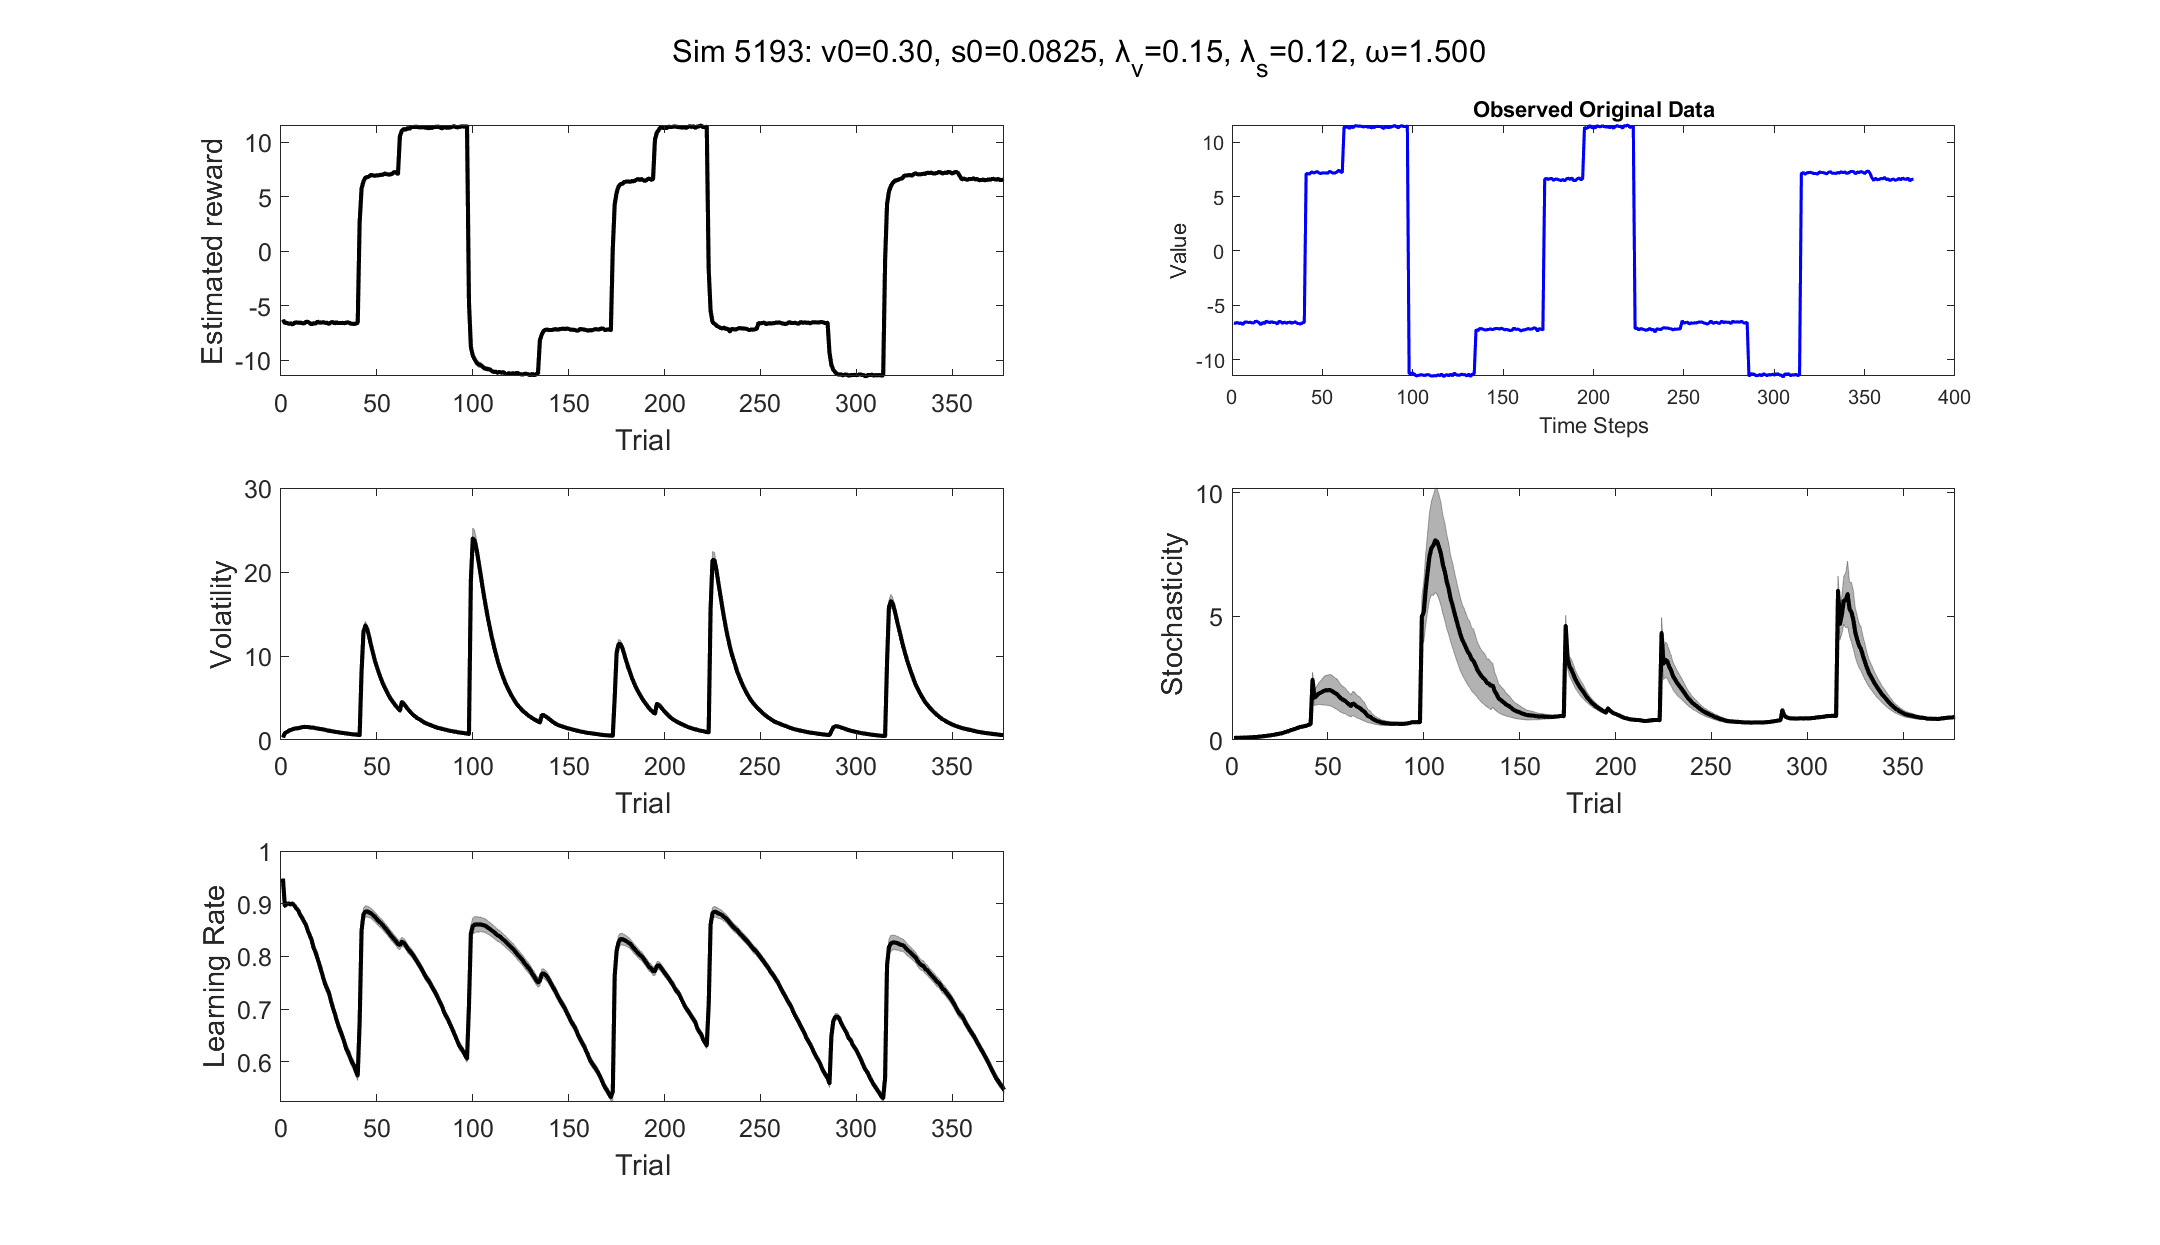 Sim 5193: v0=0.30, s0=0.0825, λ_v=0.15, λ_s=0.12, ω=1.500
Estimated reward
10
5
0
-5
-10
0 50 100 150 200 250 300 350
Trial
Observed Original Data
Value
10
5
0
-5
-10
0 50 100 150 200 250 300 350 400
Time Steps
Volatility
30
20
10
0
0 50 100 150 200 250 300 350
Trial
Stochasticity
10
5
0
0 50 100 150 200 250 300 350
Trial
Learning Rate
1
0.9
0.8
0.7
0.6
0 50 100 150 200 250 300 350
Trial